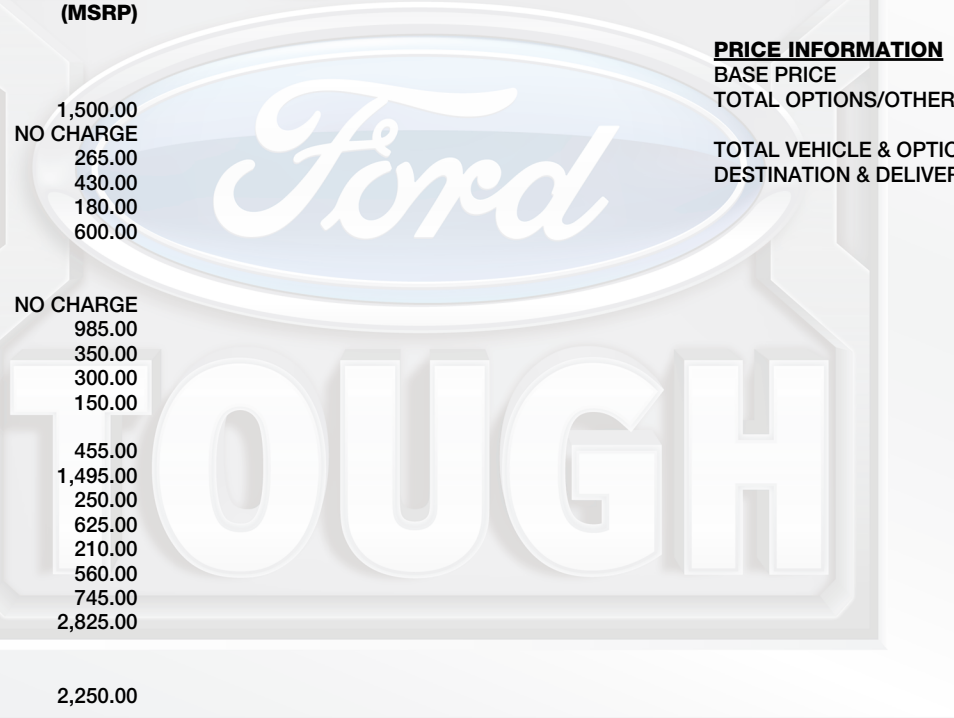 (MSRP)
1,500.00
NO CHARGE
265.00
430.00
180.00
600.00
NO CHARGE
985.00
350.00
300.00
150.00
455.00
1,495.00
250.00
625.00
210.00
560.00
745.00
2,825.00
2,250.00
PRICE INFORMATION
BASE PRICE
TOTAL OPTIONS/OTHER
TOTAL VEHICLE & OPTIO
DESTINATION & DELIVER
Ford
TOUGH